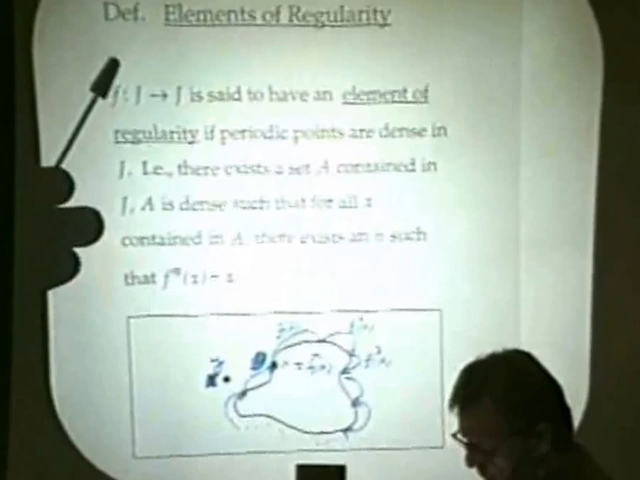 Def. Elements of Regularity
f: J → J is said to have an element of
regularity if periodic points are dense in
J. I.e., there exists a set A contained in
J, A is dense such that for all x
contained in A, there exists an n such
that fⁿ(x) = x